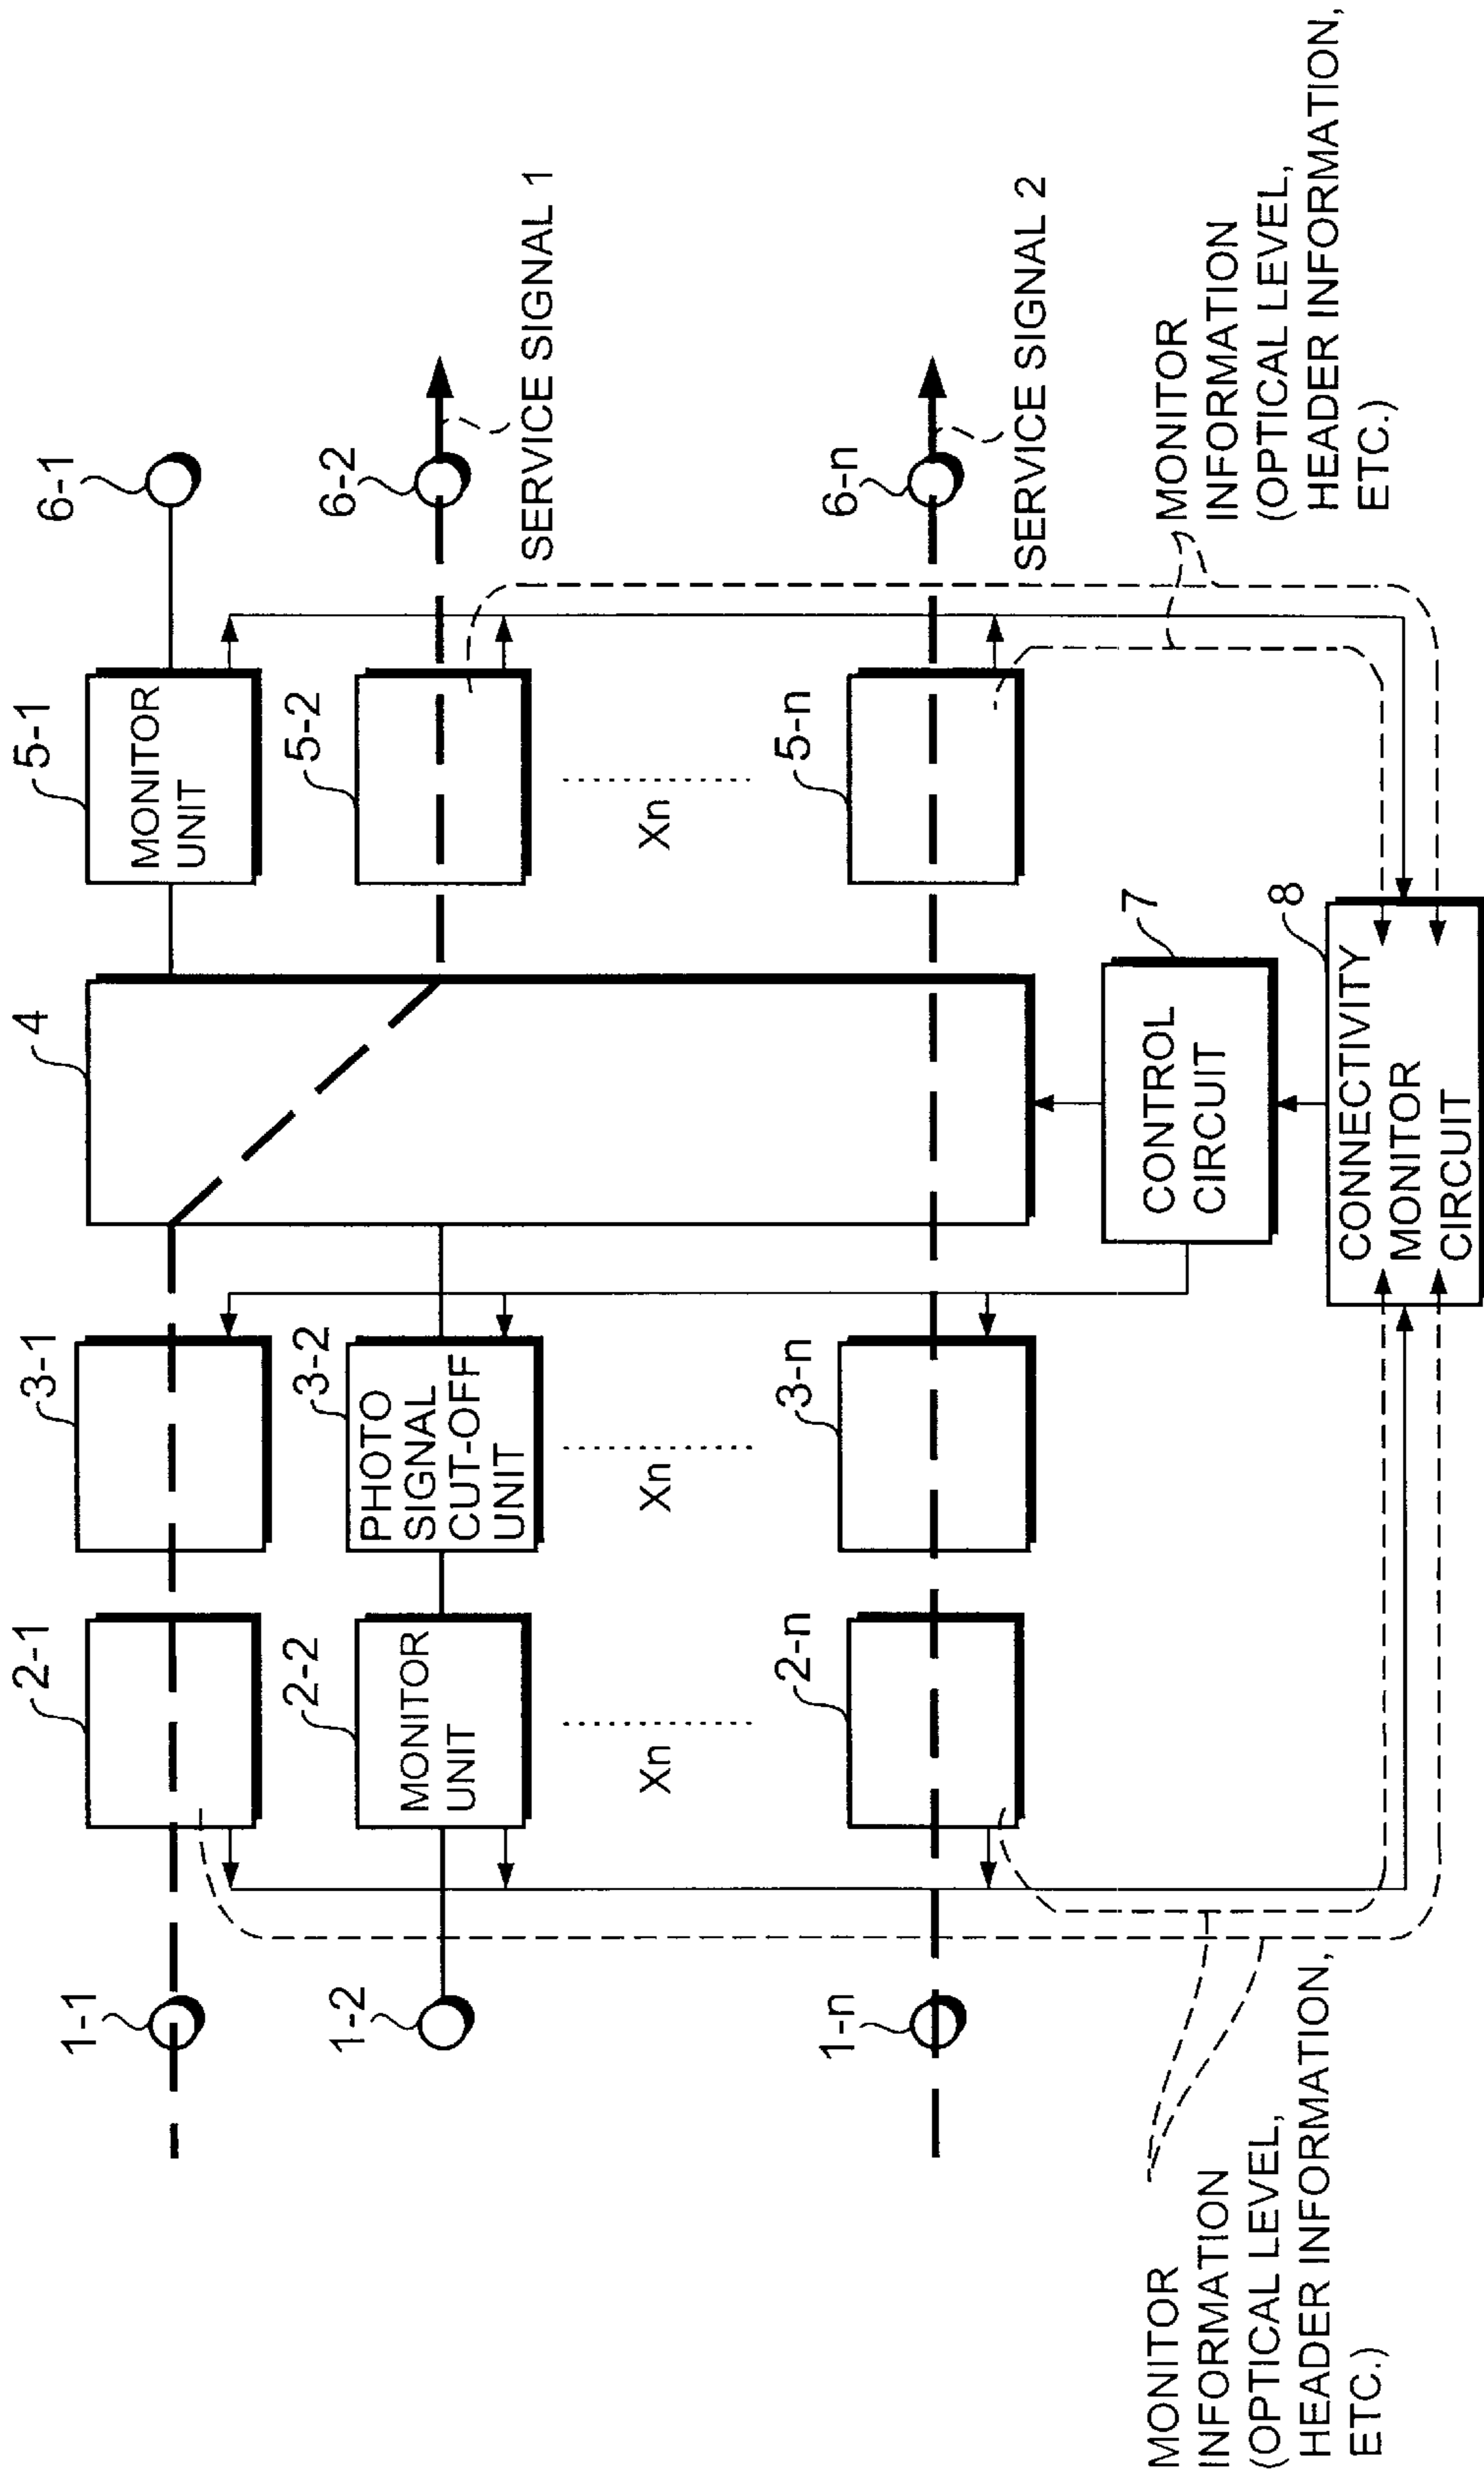 1-1
2-1
3-1
4
5-1
MONITOR
UNIT
6-1
1-2
2-2
MONITOR
UNIT
3-2
PHOTO
SIGNAL
CUT-OFF
UNIT
5-2
6-2
SERVICE SIGNAL 1
Xn
Xn
Xn
1-n
2-n
3-n
5-n
6-n
SERVICE SIGNAL 2
7
CONTROL
CIRCUIT
8
CONNECTIVITY
MONITOR
CIRCUIT
MONITOR
INFORMATION
(OPTICAL LEVEL,
HEADER INFORMATION,
ETC.)
MONITOR
INFORMATION
(OPTICAL LEVEL,
HEADER INFORMATION,
ETC.)